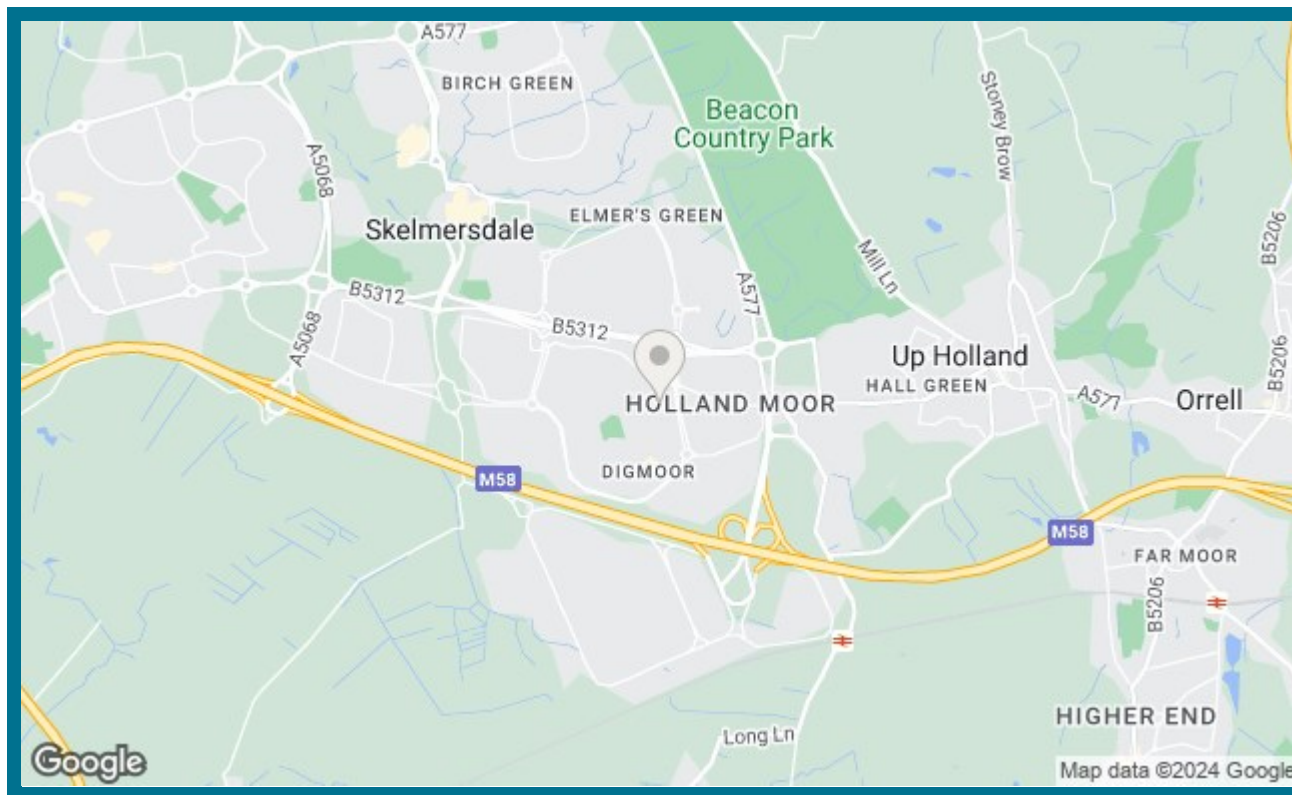 A577
BIRCH GREEN
Beacon
Country Park
Stoney Brow
A5068
ELMER'S GREEN
Skelmersdale
B5206
Mill Ln
A577
B5312
B5312
A5068
Up Holland
B5206
HALL GREEN
A577
Orrell
HOLLAND MOOR
DIGMOOR
M58
M58
FAR MOOR
B5206
HIGHER END
Long Ln
Google
Map data ©2024 Google